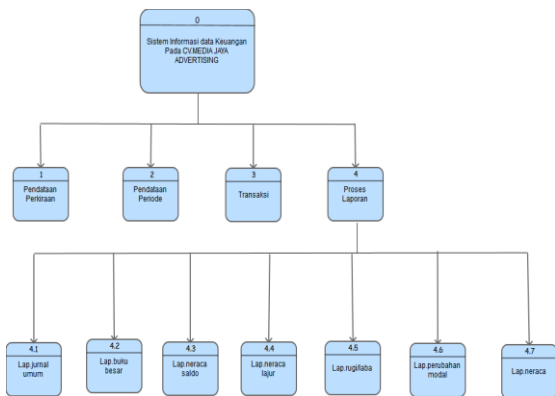 0
Sistem Informasi data Keuangan
Pada CV.MEDIA JAYA
ADVERTISING
1
Pendataan
Perkiraan
2
Pendataan
Periode
3
Transaksi
4
Proses
Laporan
4.1
Lap.jurnal
umum
4.2
Lap.buku
besar
4.3
Lap.neraca
saldo
4.4
Lap.neraca
lajur
4.5
Lap.rugi/laba
4.6
Lap.perubahan
modal
4.7
Lap.neraca